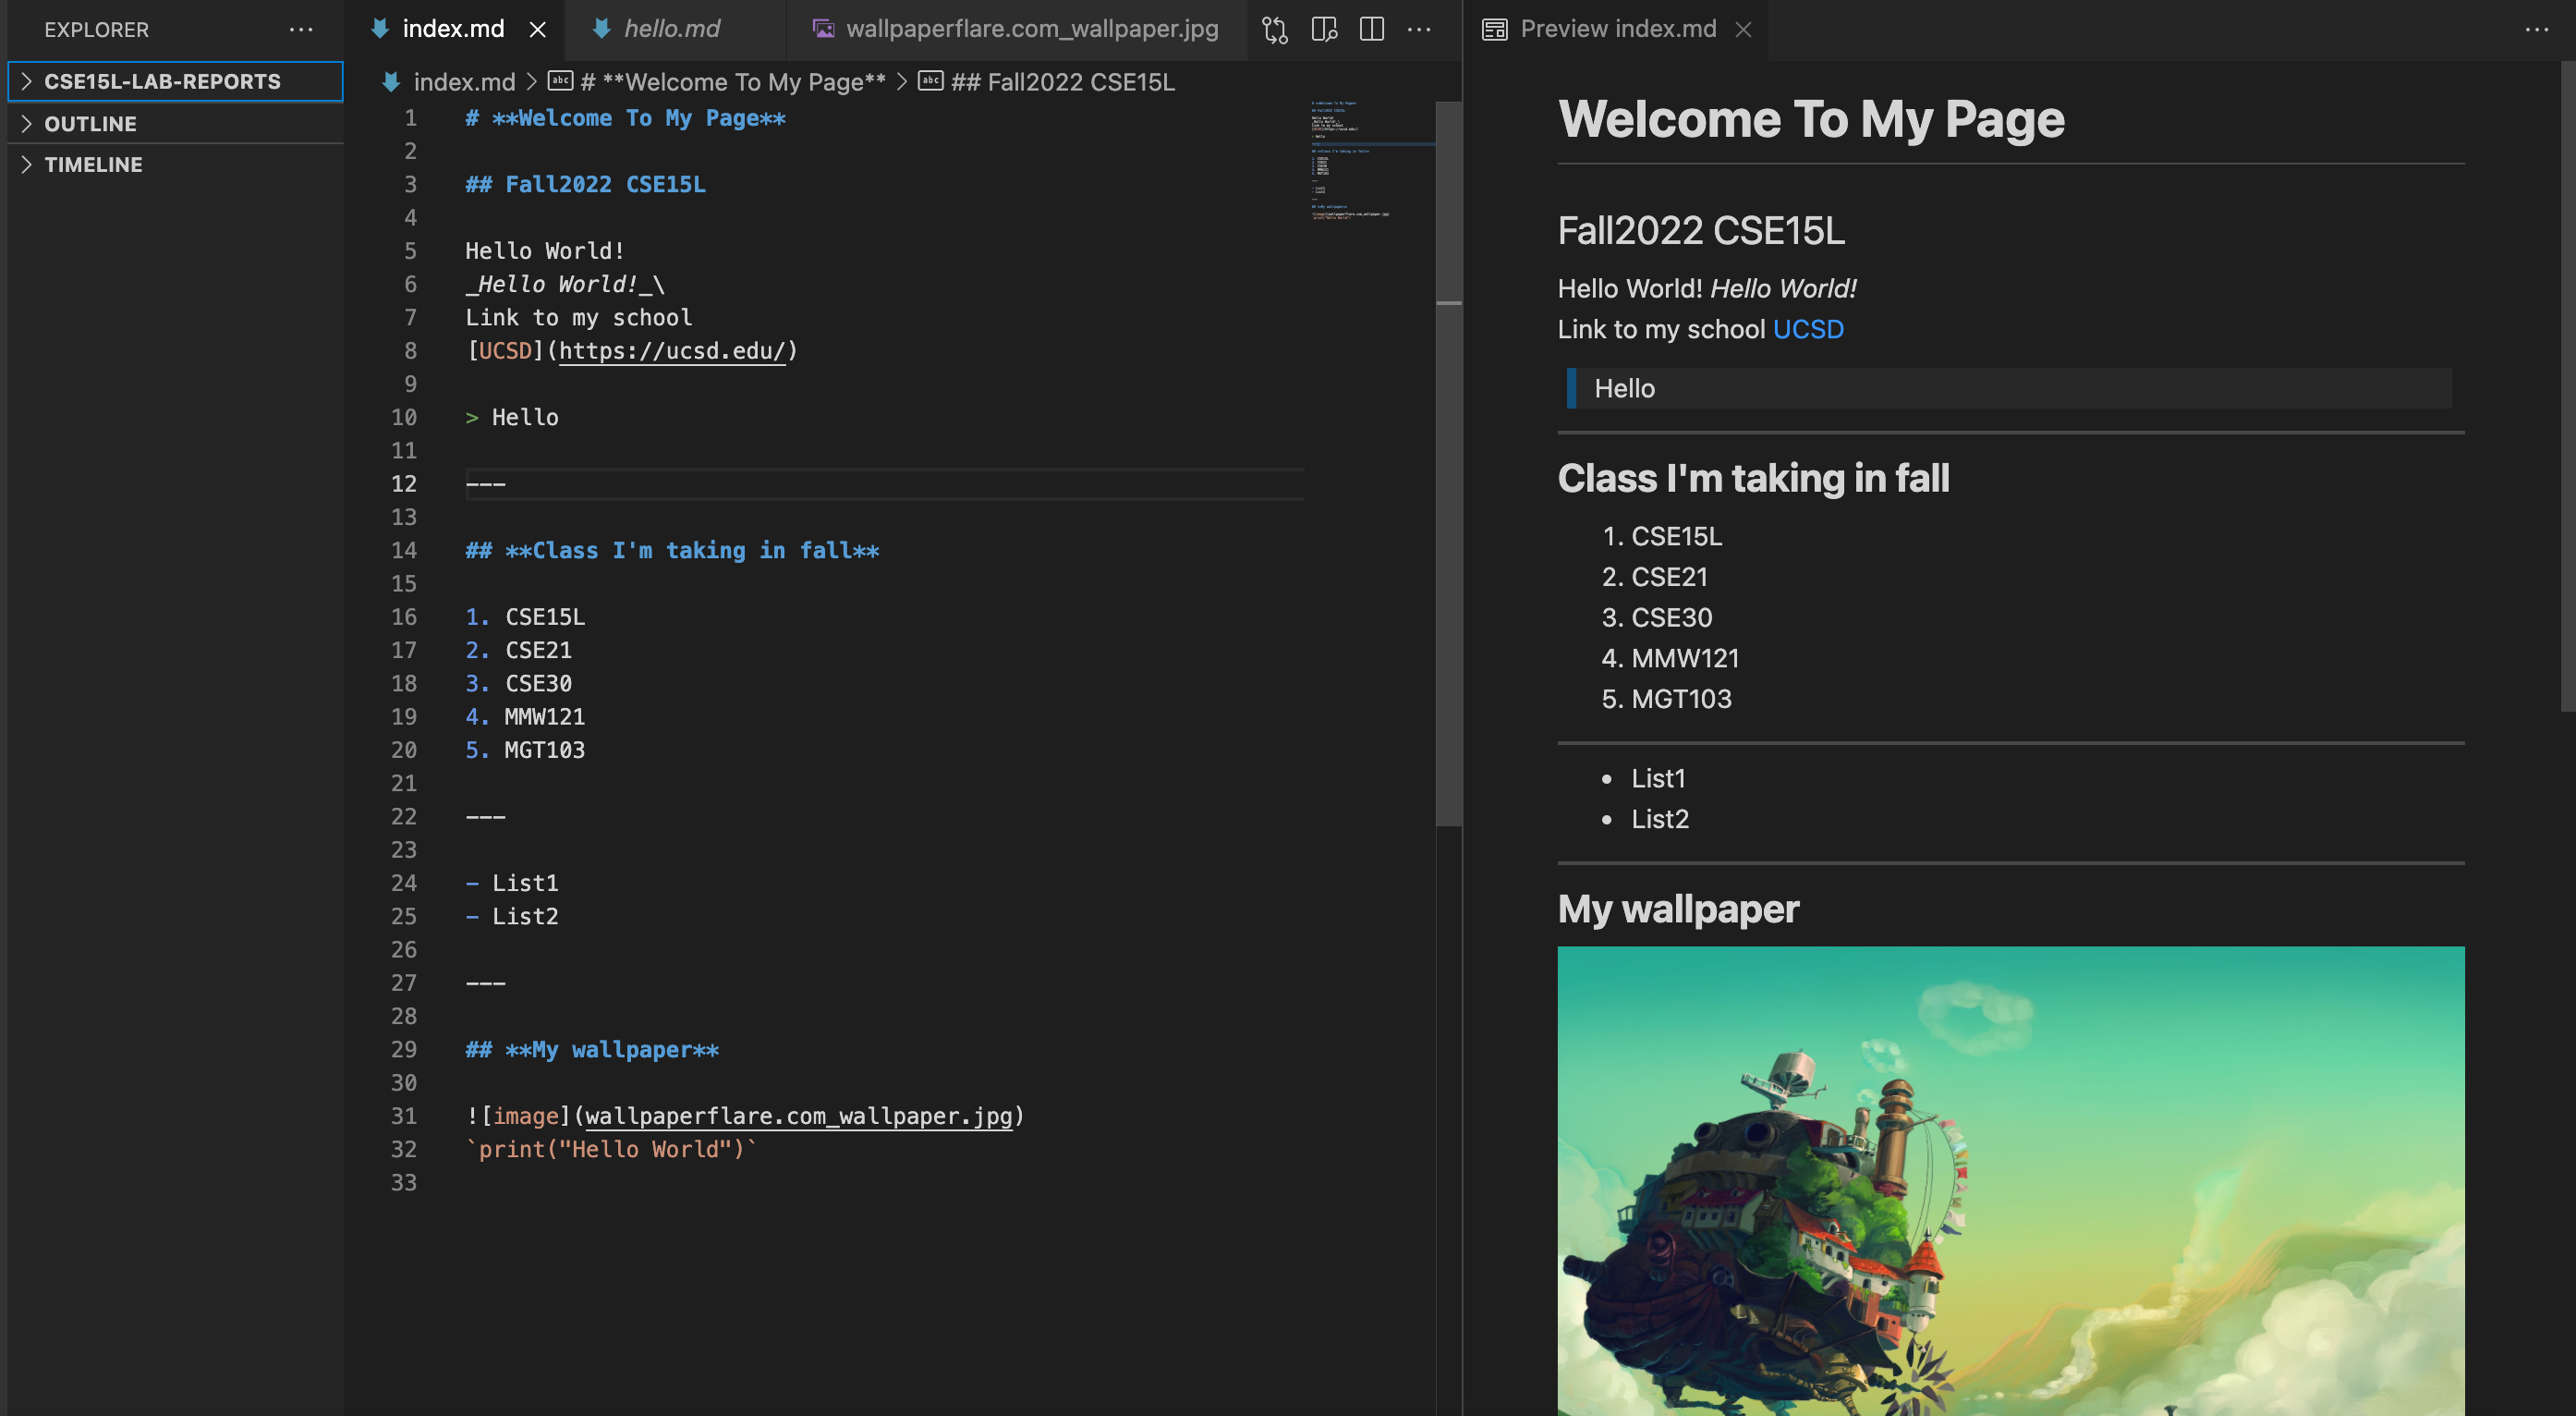 EXPLORER
CSE15L-LAB-REPORTS
OUTLINE
TIMELINE
index.md
hello.md
wallpaperflare.com_wallpaper.jpg
index.md > # **Welcome To My Page** > ## Fall2022 CSE15L
1 # **Welcome To My Page**
2
3 ## Fall2022 CSE15L
4
5 Hello World!
6 _Hello World!_\
7 Link to my school
8 [UCSD](https://ucsd.edu/)
9
10 > Hello
11
12 ---
13
14 ## **Class I'm taking in fall**
15
16 1. CSE15L
17 2. CSE21
18 3. CSE30
19 4. MMW121
20 5. MGT103
21
22 ---
23
24 - List1
25 - List2
26
27 ---
28
29 ## **My wallpaper**
30
31 ![image](wallpaperflare.com_wallpaper.jpg)
32 `print("Hello World")`
33
Preview index.md
Welcome To My Page
Fall2022 CSE15L
Hello World! Hello World!
Link to my school UCSD
Hello
Class I'm taking in fall
1. CSE15L
2. CSE21
3. CSE30
4. MMW121
5. MGT103
• List1
• List2
My wallpaper